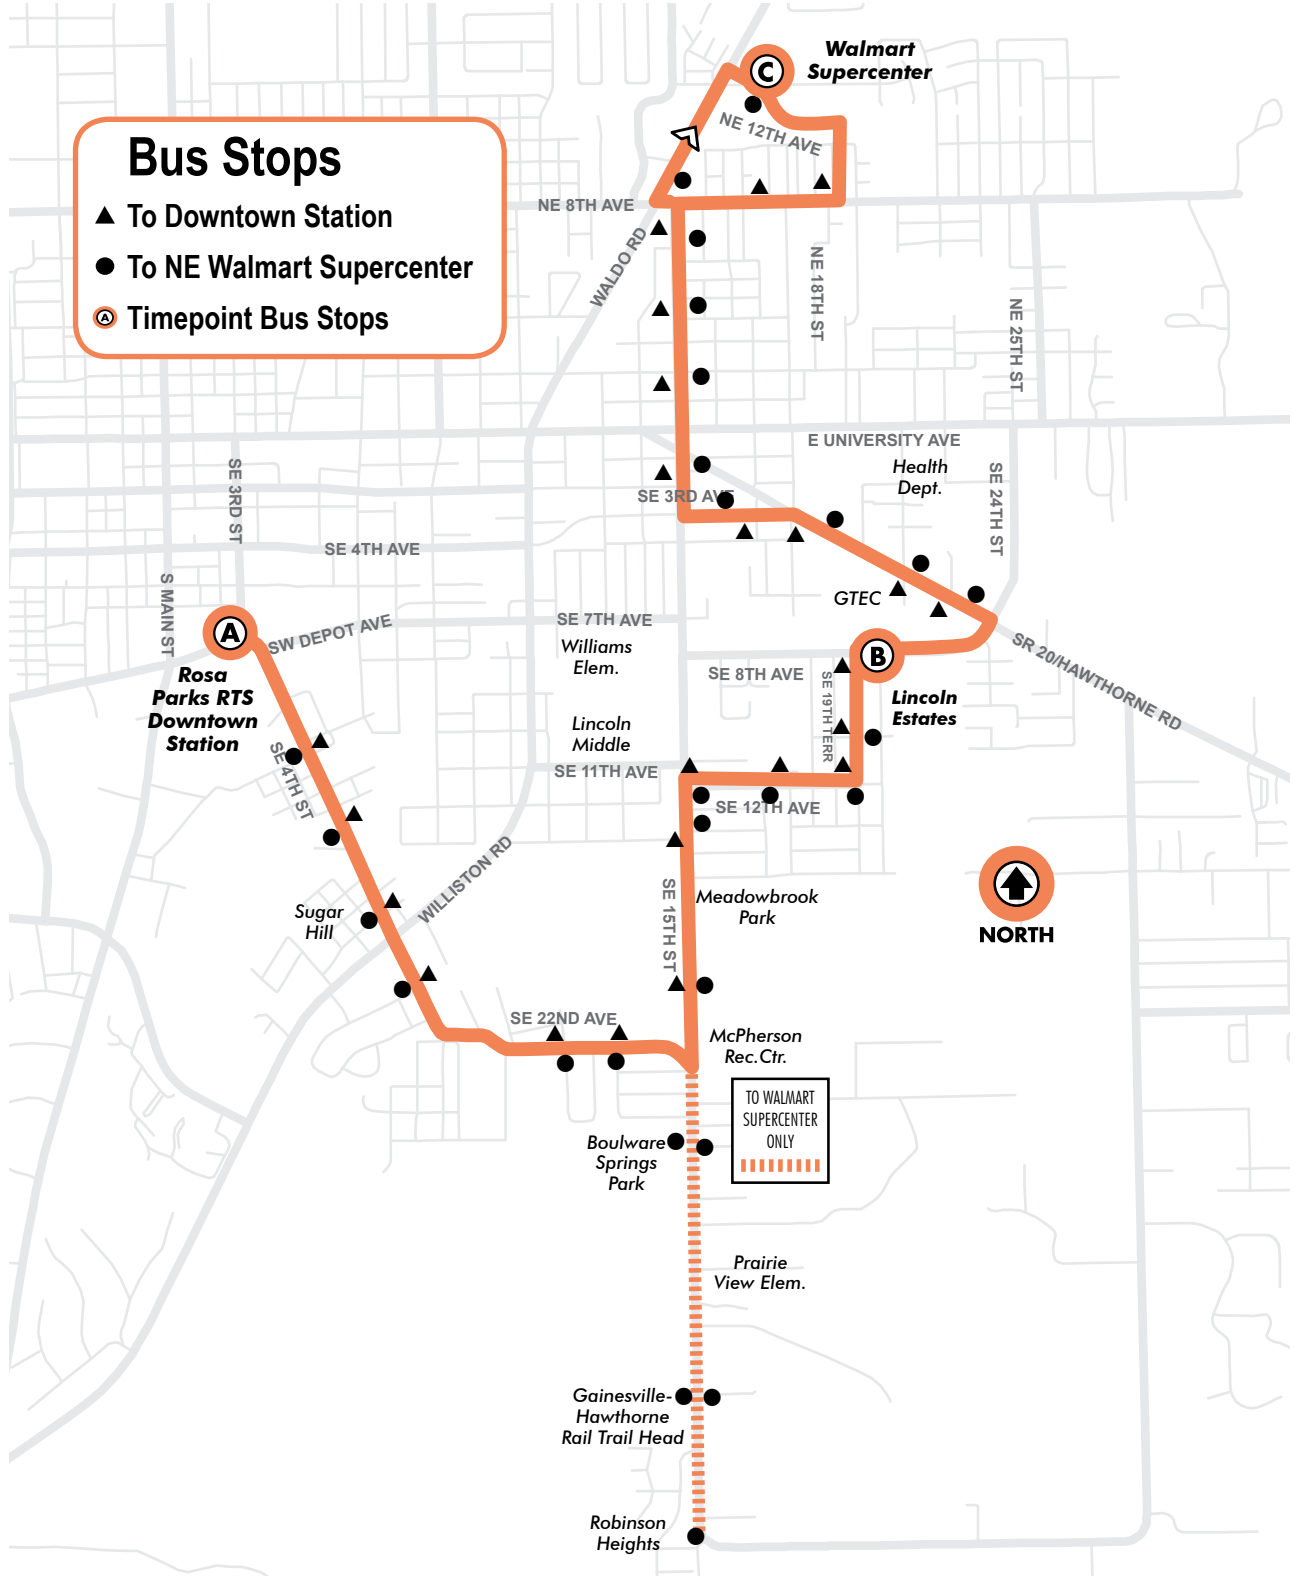 Walmart
Supercenter
C
NE 12TH AVE
Bus Stops
To Downtown Station
To NE Walmart Supercenter
A
Timepoint Bus Stops
NE 8TH AVE
WALDO RD
NE 18TH ST
NE 25TH ST
E UNIVERSITY AVE
Health
Dept.
SE 3RD ST
SE 24TH ST
SE 3RD AVE
SE 4TH AVE
S MAIN ST
GTEC
A
SW DEPOT AVE
SE 7TH AVE
Williams
Elem.
SR 20/HAWTHORNE RD
B
SE 8TH AVE
SE 19TH TERR
Lincoln
Estates
Rosa
Parks RTS
Downtown
Station
Lincoln
Middle
SE 11TH AVE
SE 4TH ST
SE 12TH AVE
WILLISTON RD
Sugar
Hill
SE 15TH ST
Meadowbrook
Park
NORTH
SE 22ND AVE
McPherson
Rec.Ctr.
TO WALMART
SUPERCENTER
ONLY
Boulware
Springs
Park
Prairie
View Elem.
Gainesville-
Hawthorne
Rail Trail Head
Robinson
Heights